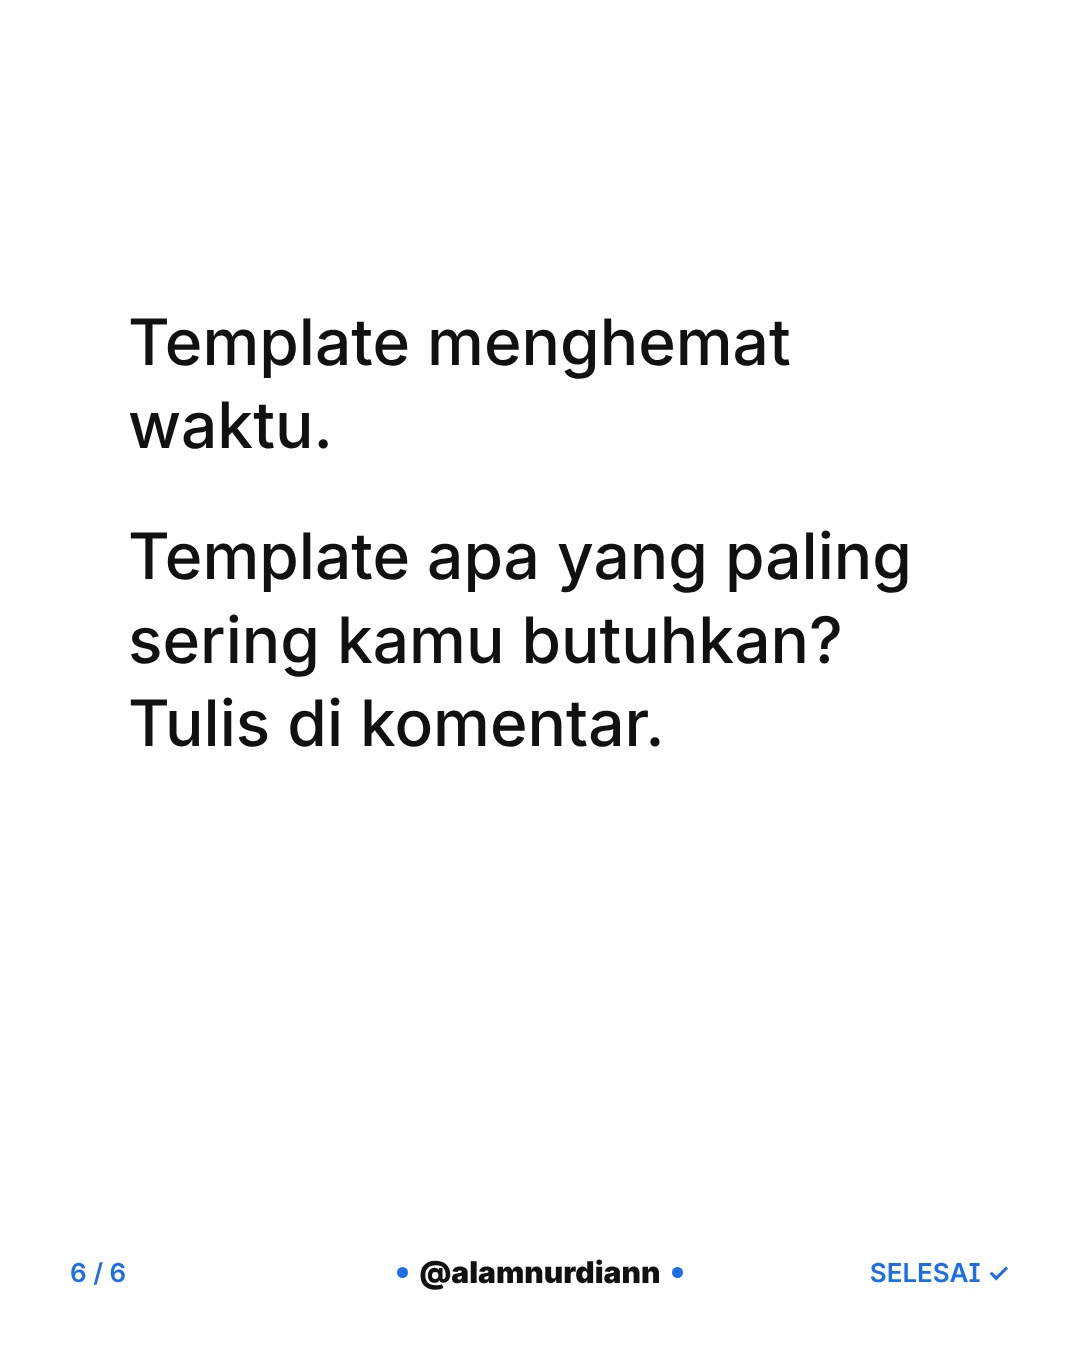 Template menghemat
waktu.
Template apa yang paling
sering kamu butuhkan?
Tulis di komentar.
6 / 6
• @alamnurdiann •
SELESAI ✓